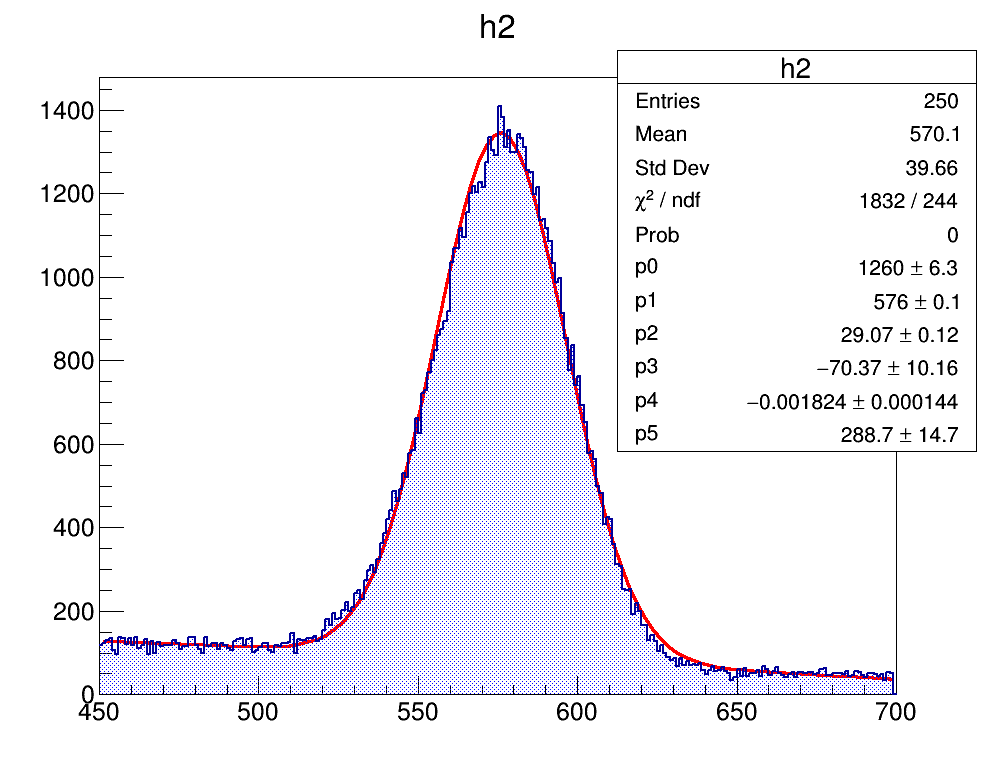 h2
h2
Entries 250
Mean 570.1
Std Dev 39.66
χ² / ndf 1832 / 244
Prob 0
p0 1260 ± 6.3
p1 576 ± 0.1
p2 29.07 ± 0.12
p3 −70.37 ± 10.16
p4 −0.001824 ± 0.000144
p5 288.7 ± 14.7
1400
1200
1000
800
600
400
200
0
450 500 550 600 650 700